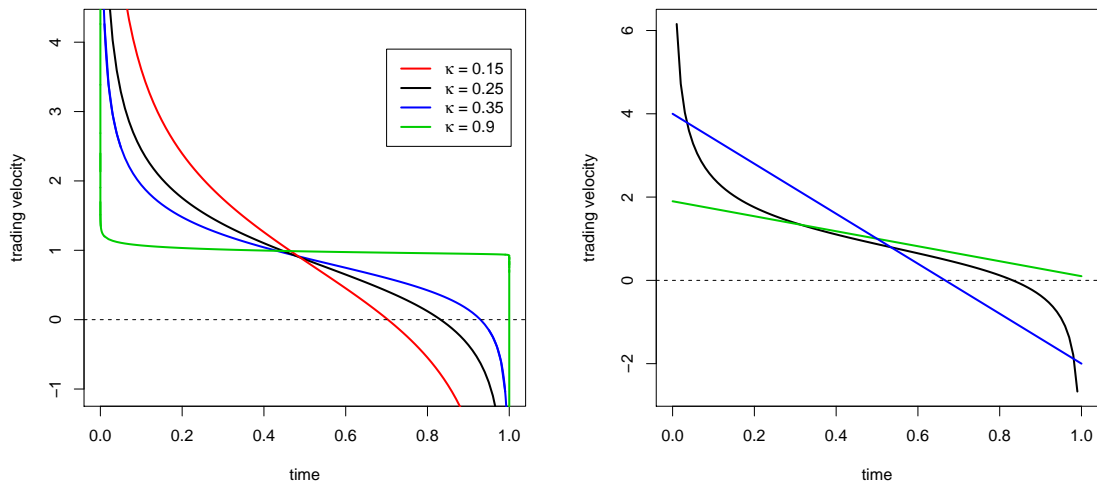 4
3
2
1
0
−1
trading velocity
κ = 0.15
κ = 0.25
κ = 0.35
κ = 0.9
0.0 0.2 0.4 0.6 0.8 1.0
time
6
4
2
0
−2
trading velocity
0.0 0.2 0.4 0.6 0.8 1.0
time